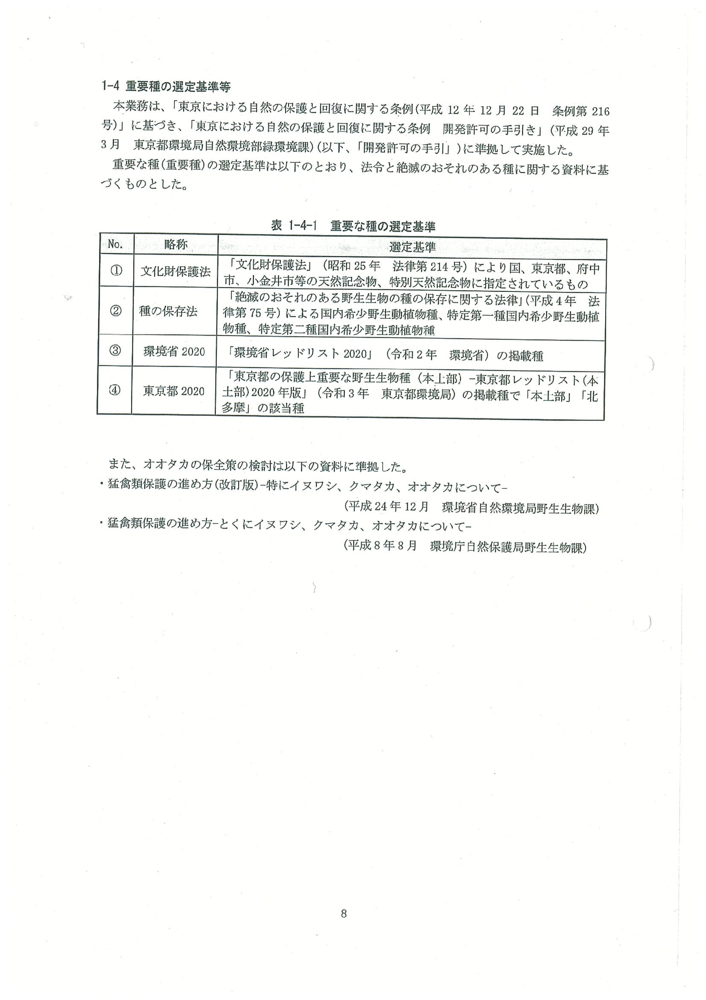 1-4 重要種の選定基準等
本業務は、「東京における自然の保護と回復に関する条例(平成 12 年 12 月 22 日　条例第 216
号)」に基づき、「東京における自然の保護と回復に関する条例　開発許可の手引き」(平成 29 年
3 月　東京都環境局自然環境部緑環境課)(以下、「開発許可の手引」)に準拠して実施した。
重要な種(重要種)の選定基準は以下のとおり、法令と絶滅のおそれのある種に関する資料に基
づくものとした。
表 1-4-1　重要な種の選定基準
No.　略称　選定基準
①　文化財保護法　「文化財保護法」（昭和 25 年　法律第 214 号）により国、東京都、府中
市、小金井市等の天然記念物、特別天然記念物に指定されているもの
②　種の保存法　「絶滅のおそれのある野生生物の種の保存に関する法律」(平成 4 年　法
律第 75 号）による国内希少野生動植物種、特定第一種国内希少野生動植
物種、特定第二種国内希少野生動植物種
③　環境省 2020　「環境省レッドリスト 2020」（令和 2 年　環境省）の掲載種
④　東京都 2020　「東京都の保護上重要な野生生物種（本土部）-東京都レッドリスト(本
土部)2020 年版」（令和 3 年　東京都環境局）の掲載種で「本土部」「北
多摩」の該当種
また、オオタカの保全策の検討は以下の資料に準拠した。
・猛禽類保護の進め方(改訂版)-特にイヌワシ、クマタカ、オオタカについて-
(平成 24 年 12 月　環境省自然環境局野生生物課)
・猛禽類保護の進め方-とくにイヌワシ、クマタカ、オオタカについて-
(平成 8 年 8 月　環境庁自然保護局野生生物課)
8